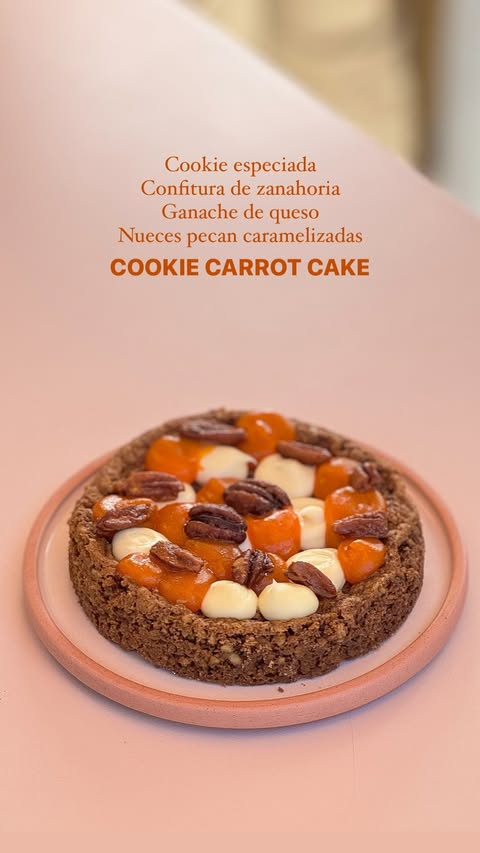 Cookie especiada
Confitura de zanahoria
Ganache de queso
Nueces pecan caramelizadas
COOKIE CARROT CAKE